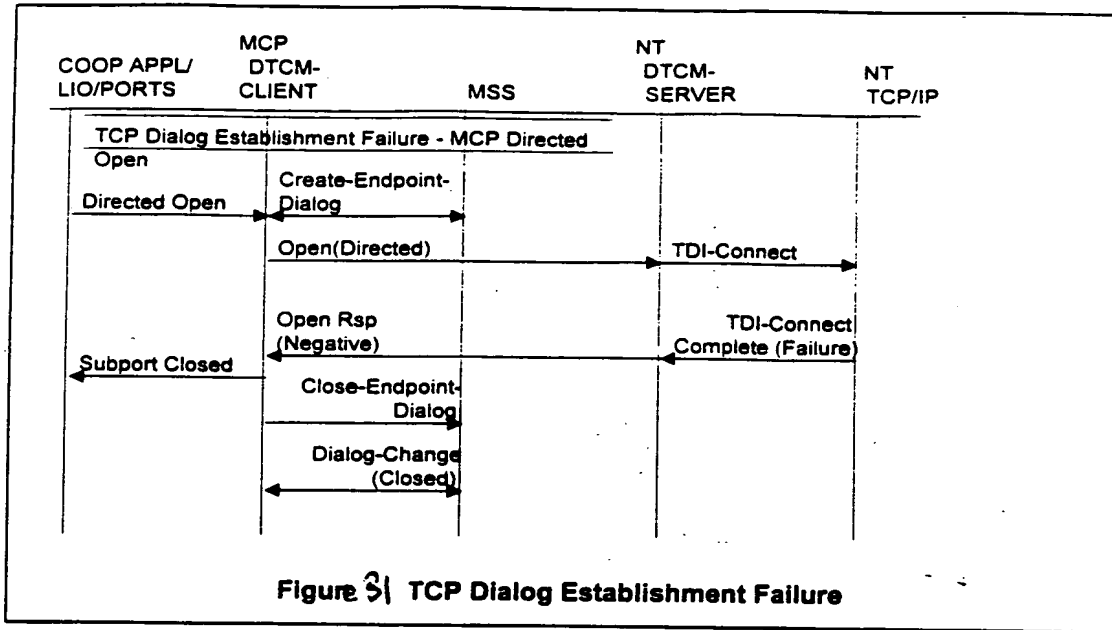 COOP APPL/
LIO/PORTS
MCP
DTCM-
CLIENT
MSS
NT
DTCM-
SERVER
NT
TCP/IP
TCP Dialog Establishment Failure - MCP Directed
Open
Directed Open
Create-Endpoint-
Dialog
Open(Directed)
TDI-Connect
Open Rsp
(Negative)
TDI-Connect
Complete (Failure)
Subport Closed
Close-Endpoint-
Dialog
Dialog-Change
(Closed)
Figure 31 TCP Dialog Establishment Failure